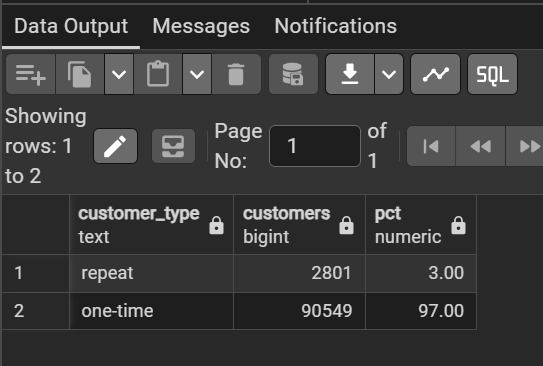 Data Output Messages Notifications
SQL
Showing
rows: 1
to 2
Page
No:
1
of
1
customer_type
text
customers
bigint
pct
numeric
1 repeat 2801 3.00
2 one-time 90549 97.00